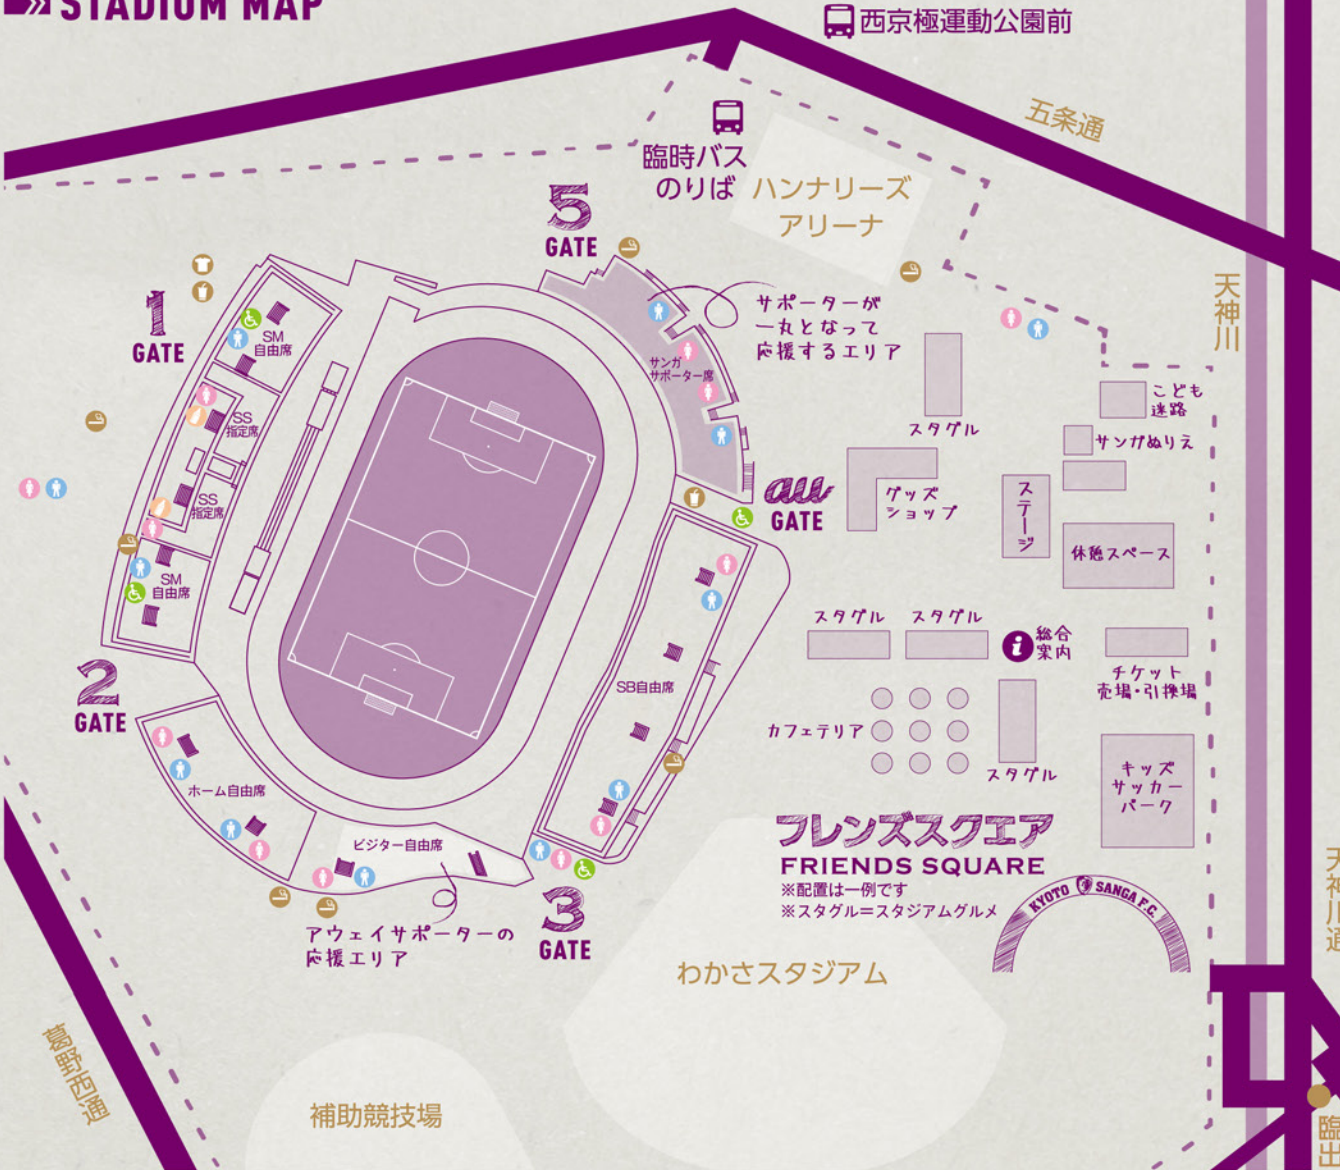 STADIUM MAP
西京極運動公園前
五条通
臨時バス
のりば
ハンナリーズ
アリーナ
天神川
5
GATE
サポーターが
一丸となって
応援するエリア
1
GATE
SM
自由席
サンガ
サポーター席
SS
指定席
スタグル
こども
迷路
サンガぬりえ
au
GATE
グッズ
ショップ
ステージ
休憩スペース
SS
指定席
SM
自由席
スタグル
スタグル
総合
案内
チケット
売場・引換場
2
GATE
SB自由席
カフェテリア
スタグル
キッズ
サッカー
パーク
ホーム自由席
ビジター自由席
フレンズスクエア
FRIENDS SQUARE
※配置は一例です
※スタグル=スタジアムグルメ
KYOTO SANGA F.C.
天神川通
3
GATE
アウェイサポーターの
応援エリア
わかさスタジアム
葛野西通
補助競技場
臨
出